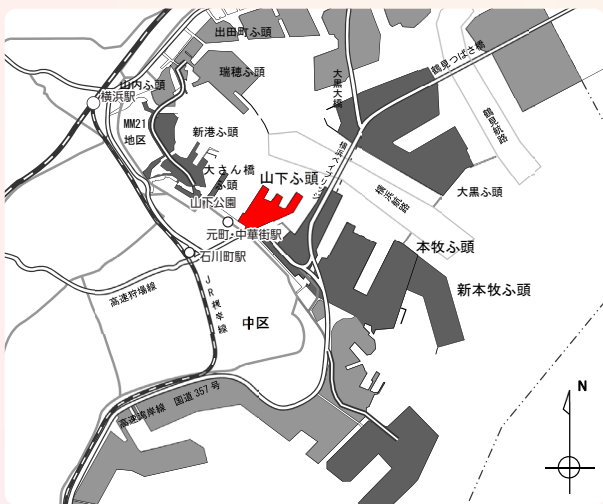 出田町ふ頭
瑞穂ふ頭
山内ふ頭
横浜駅
MM21
地区
新港ふ頭
大さん橋
ふ頭
山下公園
山下ふ頭
元町・中華街駅
石川町駅
大黒大橋
鶴見つばさ橋
鶴見航路
横浜ベイブリッジ
横浜航路
大黒ふ頭
本牧ふ頭
新本牧ふ頭
高速狩場線
JR根岸線
中区
高速湾岸線 国道357号
N